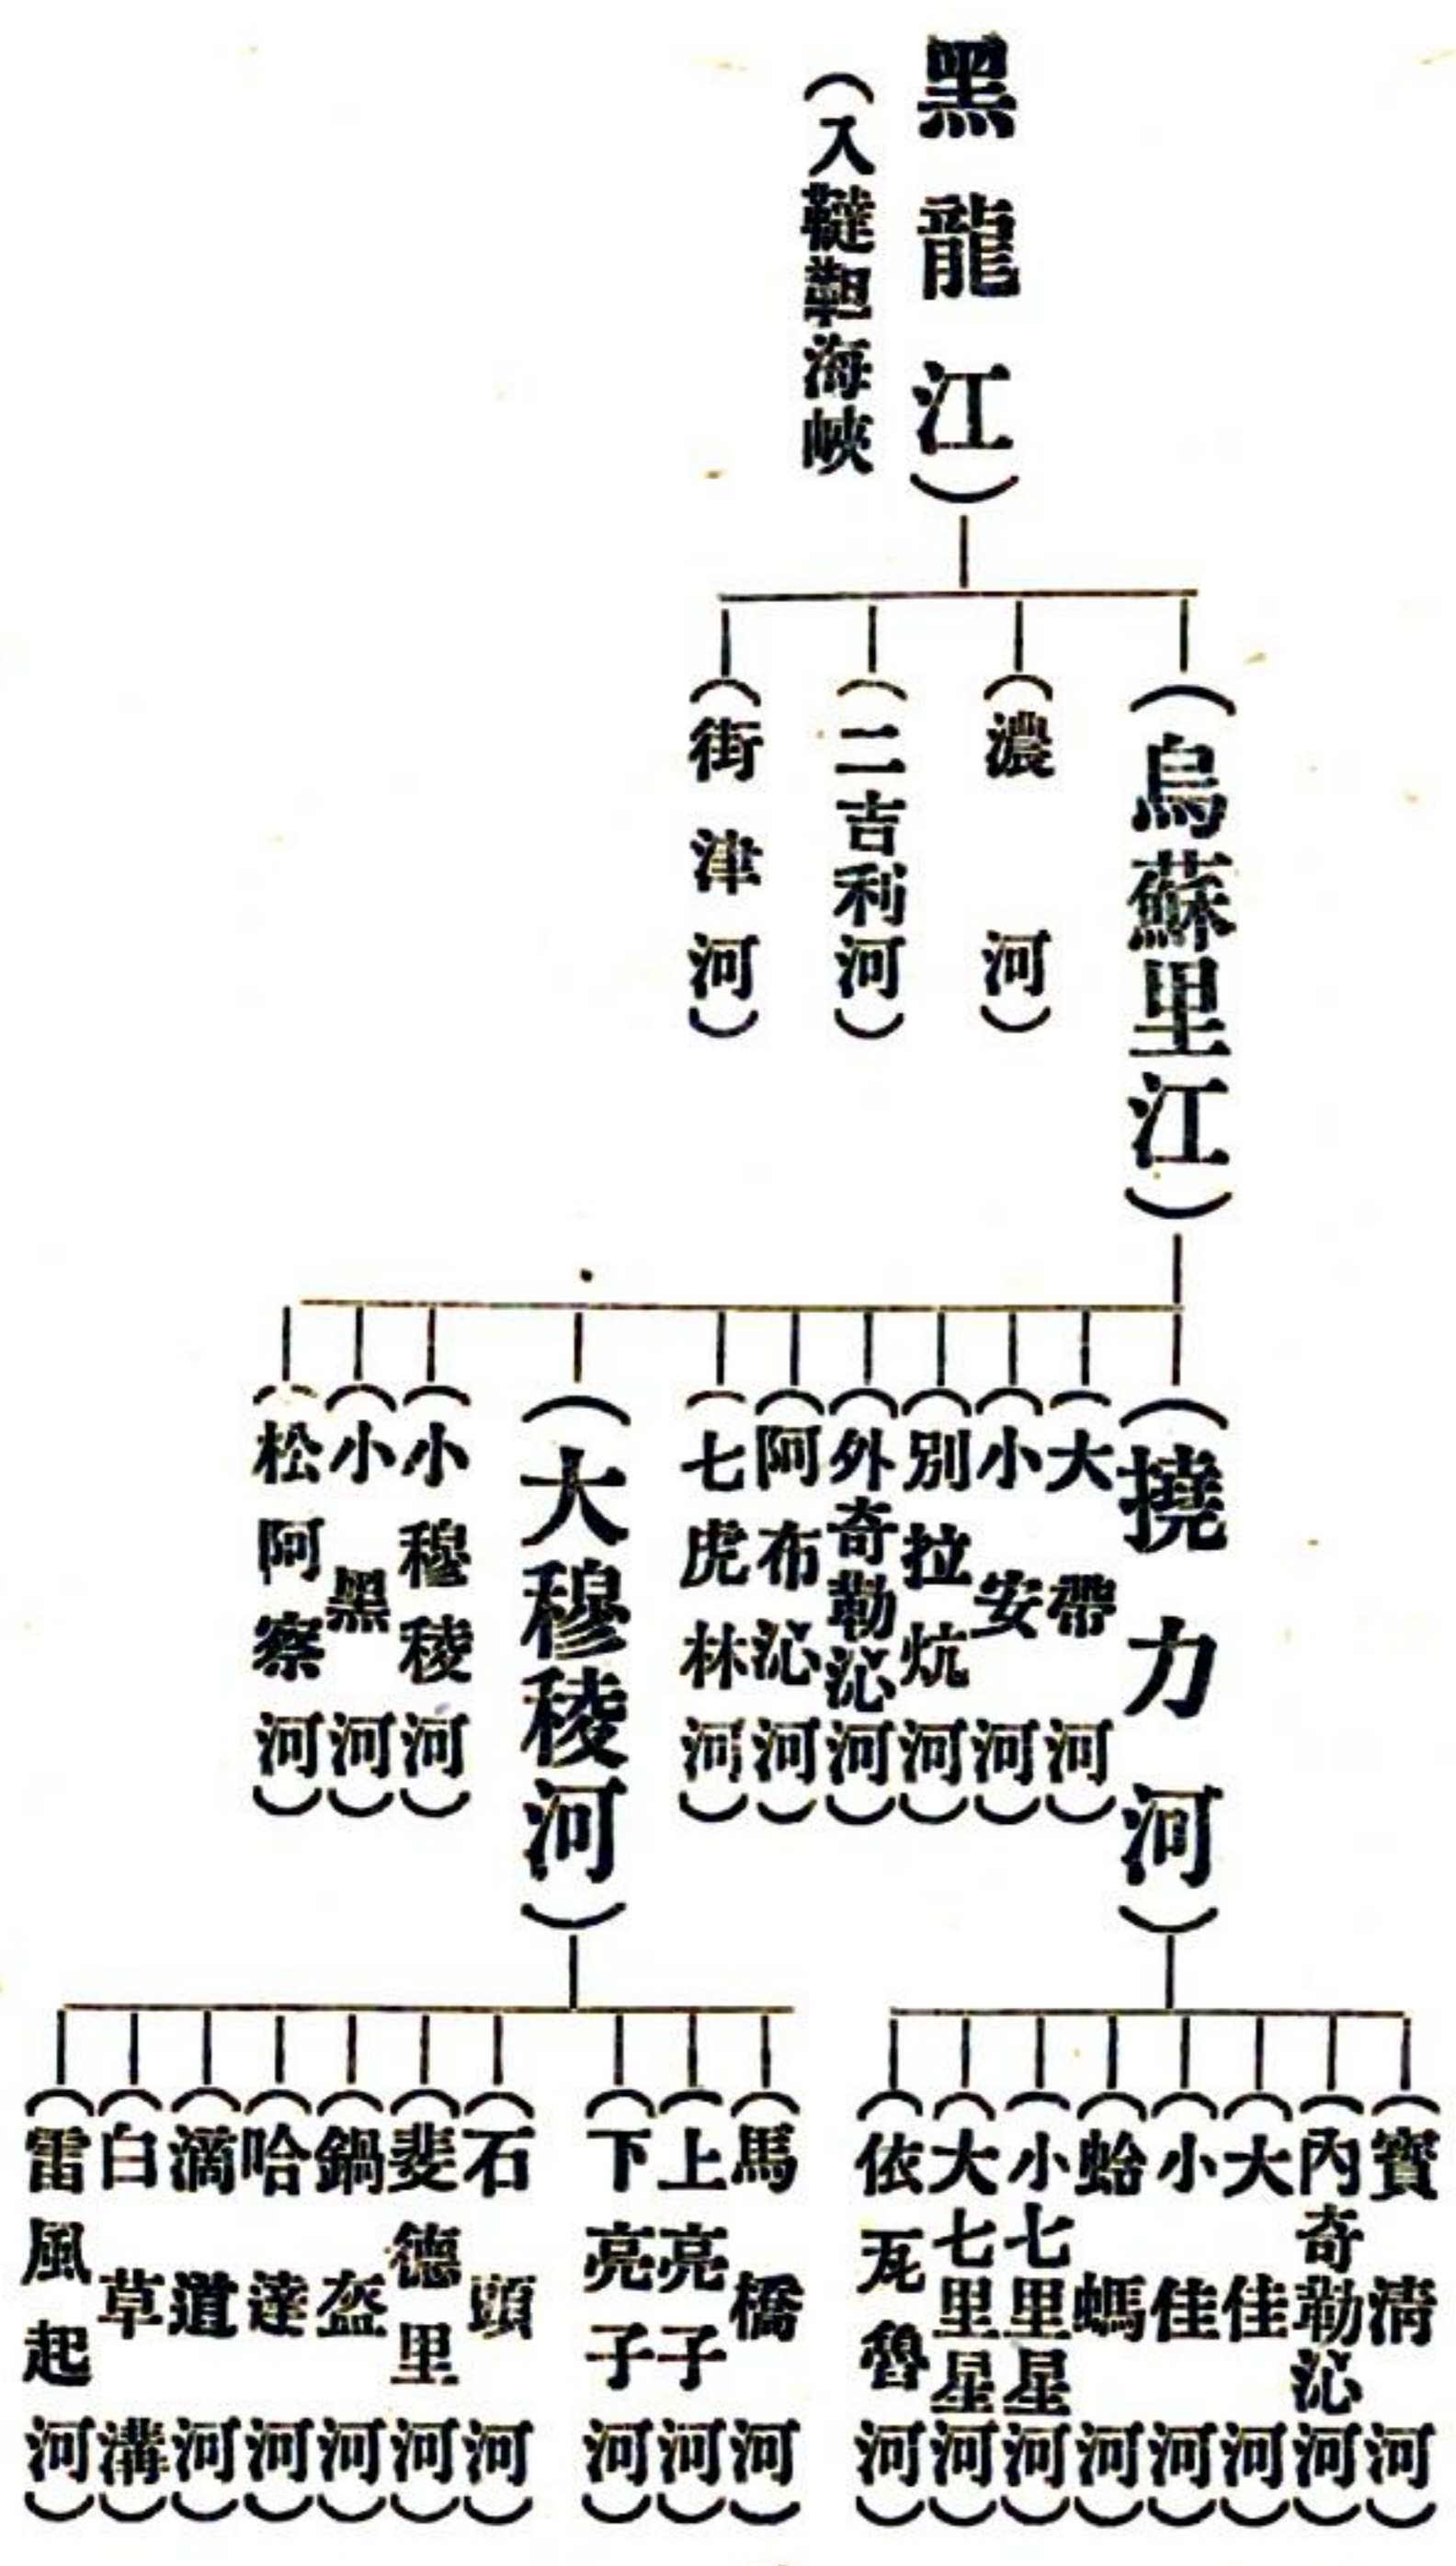 黑龍江)
(入韃靼海峽
(烏蘇里江)
(濃河)
(二吉利河)
(街津河)
(撓力河)
(大帶河)
(小安河)
(別拉炕河)
(外奇勒沁河)
(阿布沁河)
(七虎林河)
(大穆稜河)
(小穆稜河)
(小黑河)
(松阿察河)
(寶清河)
(內奇勒沁河)
(大佳河)
(小佳河)
(蛤蟆河)
(小七里星河)
(大七里星河)
(依瓦魯河)
(馬橋河)
(上亮子河)
(下亮子河)
(石頭河)
(斐德里河)
(鍋盔河)
(哈達河)
(滴道河)
(白草溝)
(雷風起河)